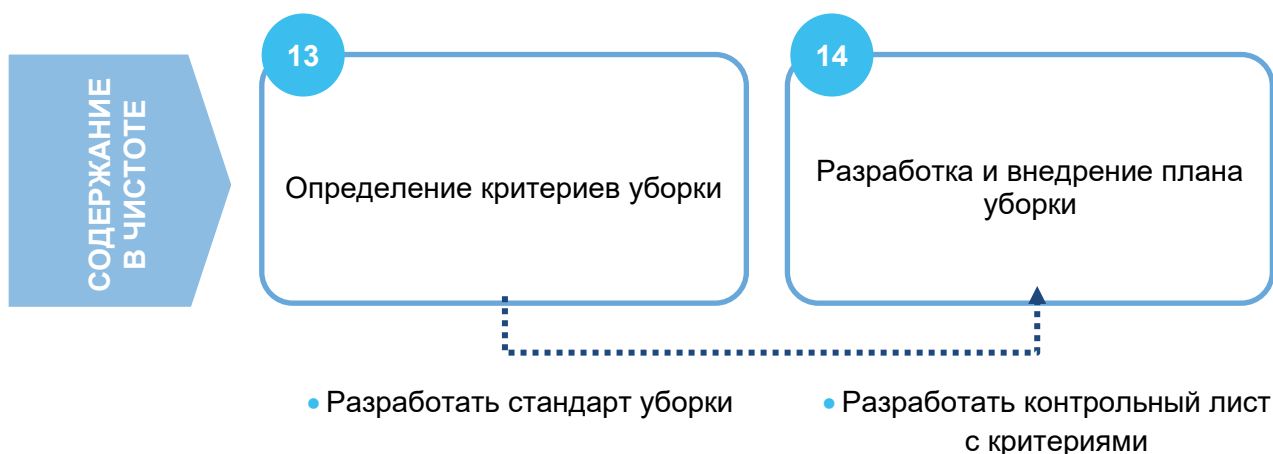 СОДЕРЖАНИЕ
В ЧИСТОТЕ
13
Определение критериев уборки
14
Разработка и внедрение плана
уборки
• Разработать стандарт уборки
• Разработать контрольный лист
с критериями